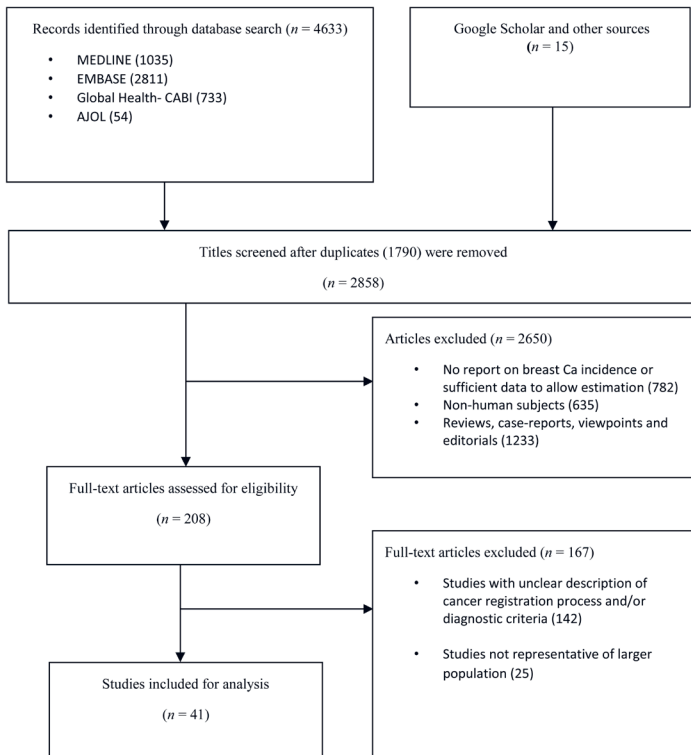 Records identified through database search (n = 4633)
• MEDLINE (1035)
• EMBASE (2811)
• Global Health- CABI (733)
• AJOL (54)
Google Scholar and other sources
(n = 15)
Titles screened after duplicates (1790) were removed
(n = 2858)
Articles excluded (n = 2650)
• No report on breast Ca incidence or
sufficient data to allow estimation (782)
• Non-human subjects (635)
• Reviews, case-reports, viewpoints and
editorials (1233)
Full-text articles assessed for eligibility
(n = 208)
Full-text articles excluded (n = 167)
• Studies with unclear description of
cancer registration process and/or
diagnostic criteria (142)
• Studies not representative of larger
population (25)
Studies included for analysis
(n = 41)